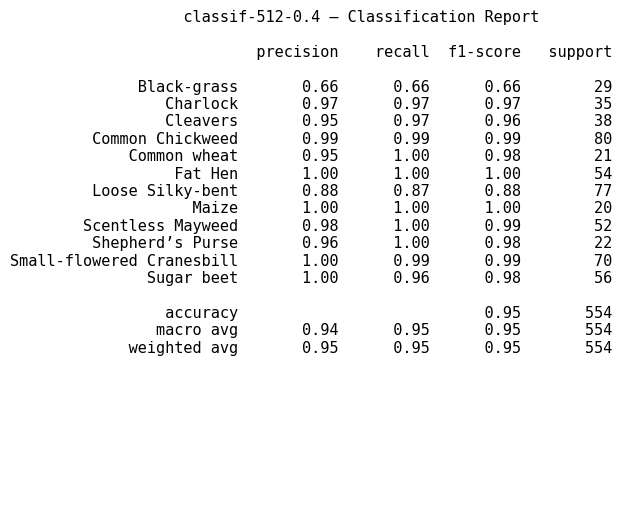 classif-512-0.4 — Classification Report
precision recall f1-score support
Black-grass 0.66 0.66 0.66 29
Charlock 0.97 0.97 0.97 35
Cleavers 0.95 0.97 0.96 38
Common Chickweed 0.99 0.99 0.99 80
Common wheat 0.95 1.00 0.98 21
Fat Hen 1.00 1.00 1.00 54
Loose Silky-bent 0.88 0.87 0.88 77
Maize 1.00 1.00 1.00 20
Scentless Mayweed 0.98 1.00 0.99 52
Shepherd’s Purse 0.96 1.00 0.98 22
Small-flowered Cranesbill 1.00 0.99 0.99 70
Sugar beet 1.00 0.96 0.98 56
accuracy 0.95 554
macro avg 0.94 0.95 0.95 554
weighted avg 0.95 0.95 0.95 554